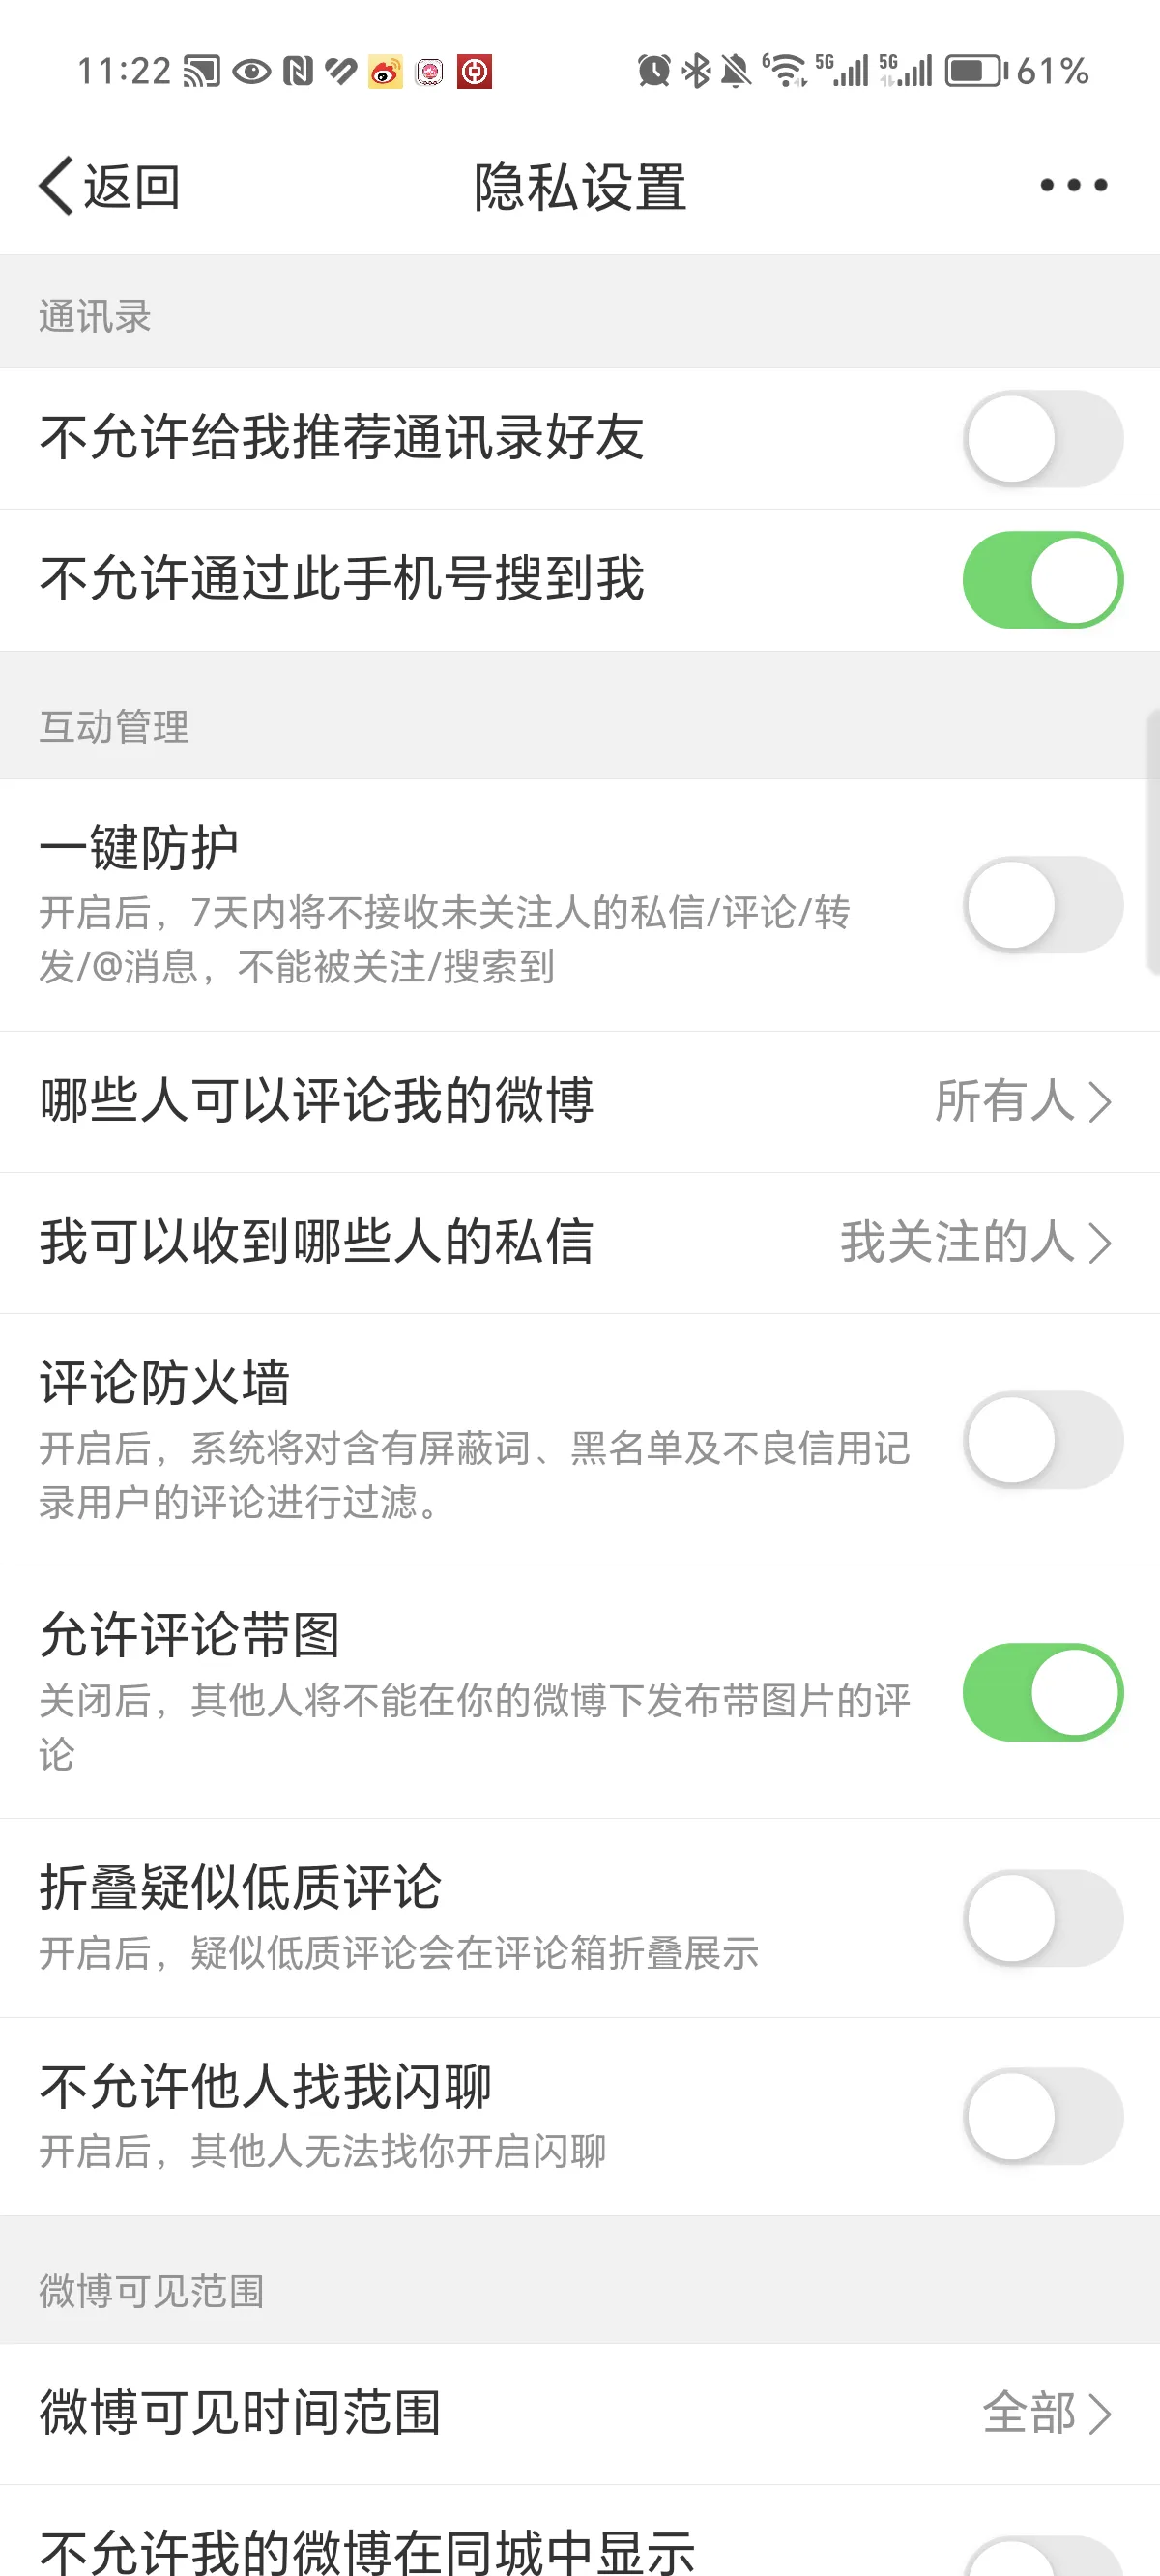 11:22
6 5G 5G 61%
返回 隐私设置
通讯录
不允许给我推荐通讯录好友
不允许通过此手机号搜到我
互动管理
一键防护
开启后，7天内将不接收未关注人的私信/评论/转
发/@消息，不能被关注/搜索到
哪些人可以评论我的微博 所有人
我可以收到哪些人的私信 我关注的人
评论防火墙
开启后，系统将对含有屏蔽词、黑名单及不良信用记
录用户的评论进行过滤。
允许评论带图
关闭后，其他人将不能在你的微博下发布带图片的评
论
折叠疑似低质评论
开启后，疑似低质评论会在评论箱折叠展示
不允许他人找我闪聊
开启后，其他人无法找你开启闪聊
微博可见范围
微博可见时间范围 全部
不允许我的微博在同城中显示